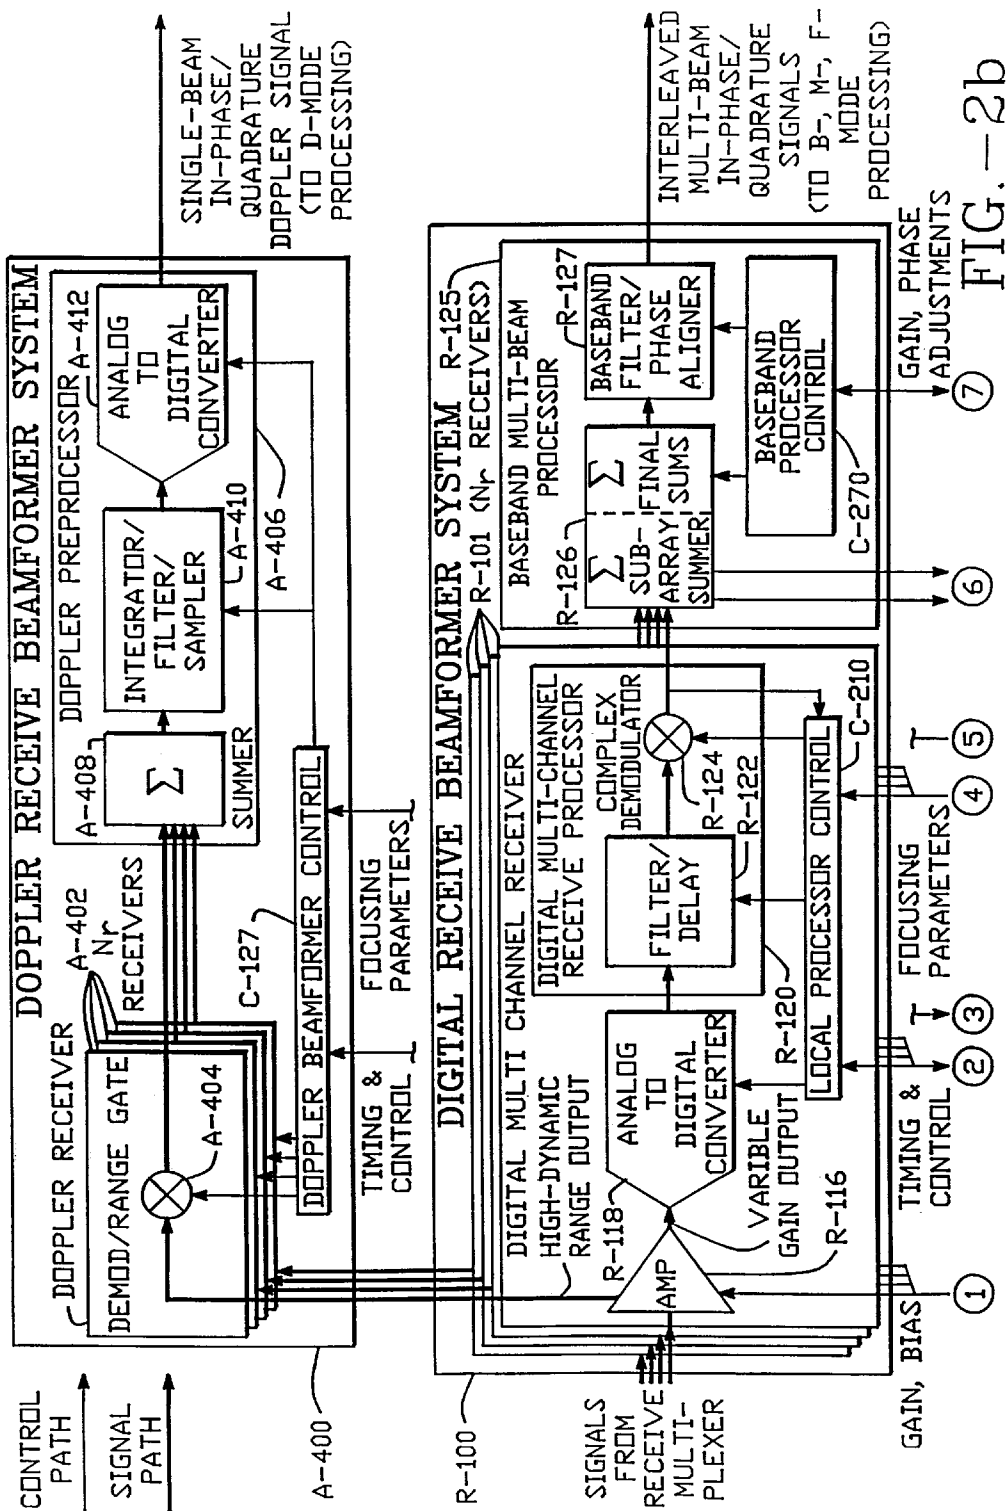 CONTROL
PATH
SIGNAL
PATH
DOPPLER RECEIVE BEAMFORMER SYSTEM
A-400
DOPPLER RECEIVER
A-402
Nr
RECEIVERS
DEMOD/RANGE GATE
A-404
DOPPLER PREPROCESSOR
A-408
Σ
SUMMER
INTEGRATOR/
FILTER/
SAMPLER
A-410
A-406
A-412
ANALOG
TO
DIGITAL
CONVERTER
C-127
DOPPLER BEAMFORMER CONTROL
TIMING &
CONTROL
FOCUSING
PARAMETERS
SINGLE-BEAM
IN-PHASE/
QUADRATURE
DOPPLER SIGNAL
(TO D-MODE
PROCESSING)
DIGITAL RECEIVE BEAMFORMER SYSTEM
R-100
R-101 (Nr RECEIVERS)
SIGNALS
FROM
RECEIVE
MULTI-
PLEXER
DIGITAL MULTI CHANNEL RECEIVER
HIGH-DYNAMIC
RANGE OUTPUT
R-118
AMP
VARIBLE
GAIN OUTPUT
R-116
ANALOG
TO
DIGITAL
CONVERTER
DIGITAL MULTI-CHANNEL
RECEIVE PROCESSOR
R-120
FILTER/
DELAY
R-122
COMPLEX
DEMODULATOR
R-124
LOCAL PROCESSOR CONTROL
C-210
R-125
BASEBAND MULTI-BEAM
PROCESSOR
R-126
Σ Σ
SUB-
ARRAY
SUMMER
FINAL
SUMS
R-127
BASEBAND
FILTER/
PHASE
ALIGNER
BASEBAND
PROCESSOR
CONTROL
C-270
INTERLEAVED
MULTI-BEAM
IN-PHASE/
QUADRATURE
SIGNALS
(TO B-, M-, F-
MODE
PROCESSING)
GAIN, BIAS
1
TIMING &
CONTROL
2
3
FOCUSING
PARAMETERS
4
5
6
GAIN, PHASE
ADJUSTMENTS
7
FIG.-2b